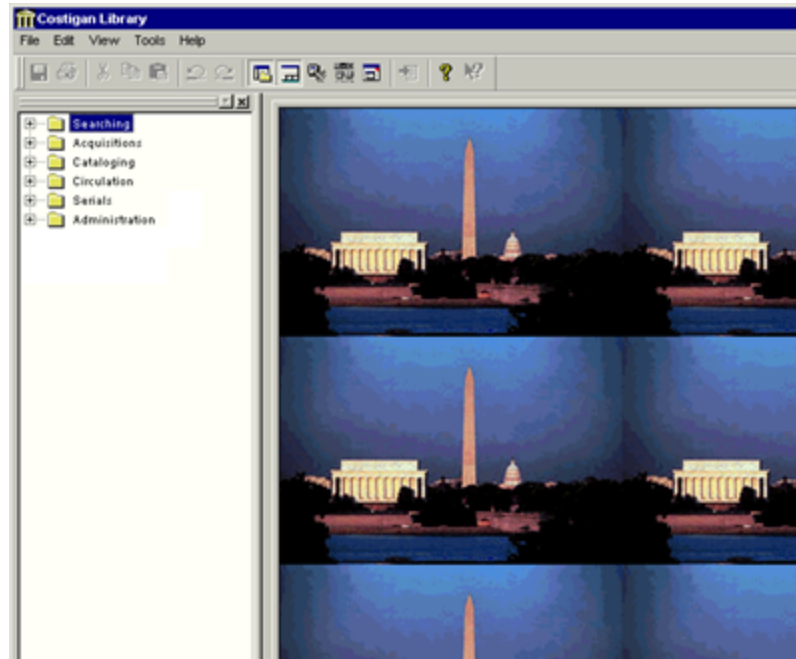 Costigan Library
File Edit View Tools Help
Searching
Acquisitions
Cataloging
Circulation
Serials
Administration